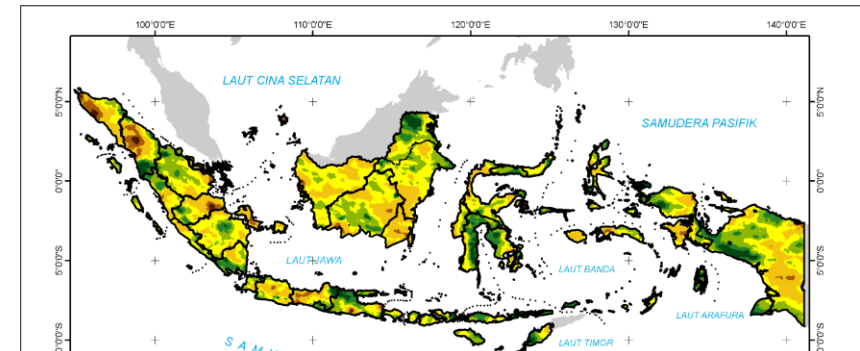 100°0'0"E 110°0'0"E 120°0'0"E 130°0'0"E 140°0'0"E
LAUT CINA SELATAN
5°0'0"N 5°0'0"N
SAMUDERA PASIFIK
0°0'0" 0°0'0"
LAUT JAWA
5°0'0"S 5°0'0"S
LAUT BANDA
LAUT ARAFURA
LAUT TIMOR